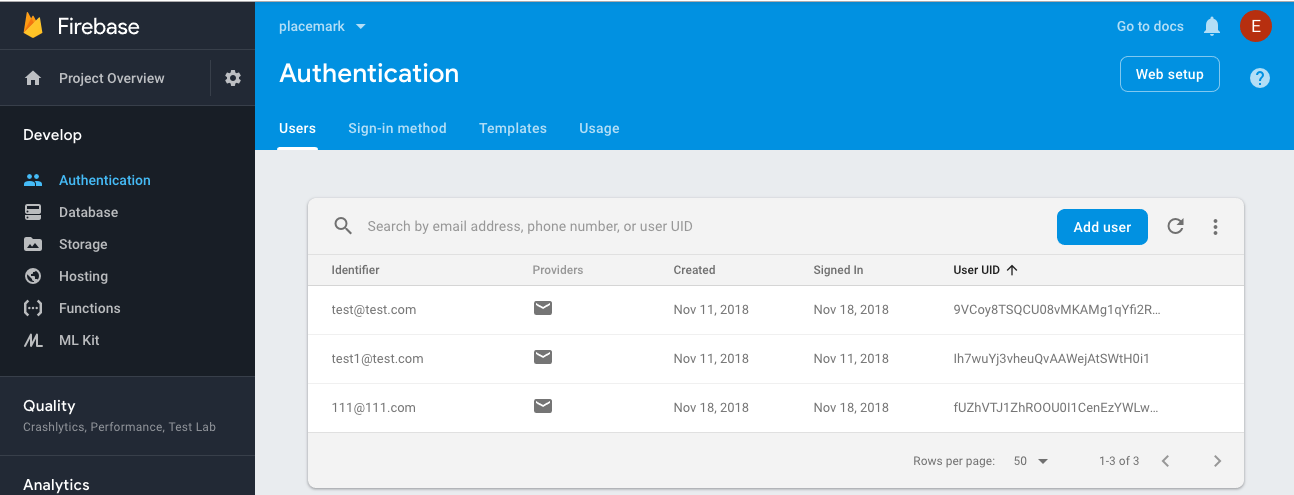 Firebase
Project Overview
Develop
Authentication
Database
Storage
Hosting
Functions
ML Kit
Quality
Crashlytics, Performance, Test Lab
Analytics
placemark
Go to docs
E
Authentication
Web setup
?
Users Sign-in method Templates Usage
Search by email address, phone number, or user UID
Add user
Identifier Providers Created Signed In User UID
test@test.com Nov 11, 2018 Nov 18, 2018 9VCoy8TSQCU08vMKAMg1qYfi2R...
test1@test.com Nov 11, 2018 Nov 18, 2018 Ih7wuYj3vheuQvAAWejAtSWtH0i1
111@111.com Nov 18, 2018 Nov 18, 2018 fUZhVTJ1ZhROOU0I1CenEzYWLw...
Rows per page: 50 1-3 of 3